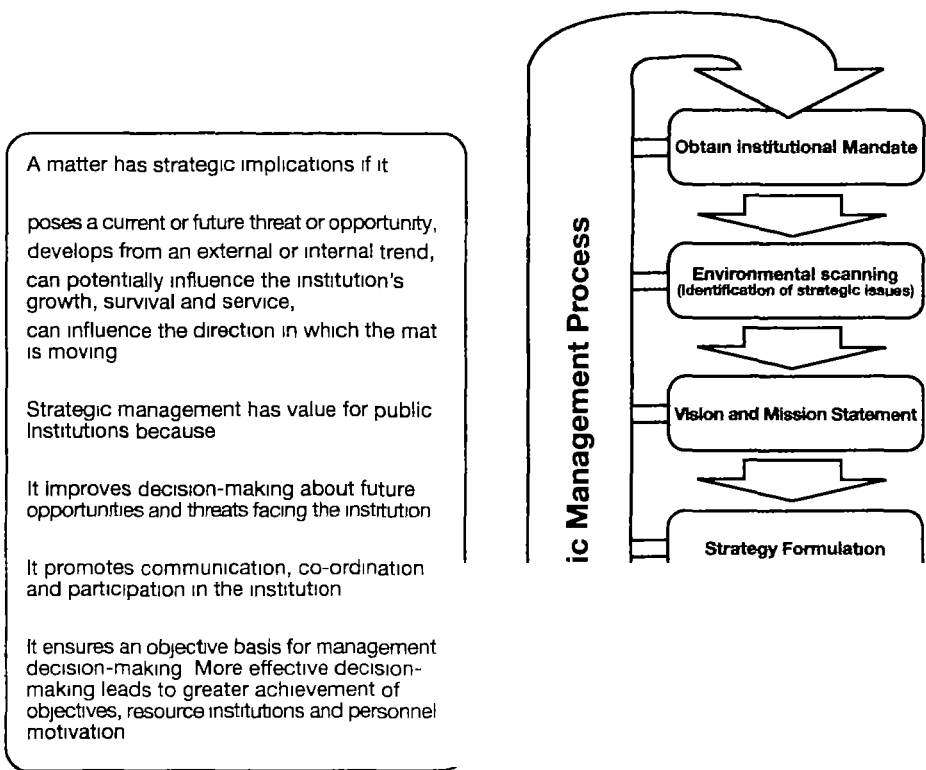 A matter has strategic implications if it
poses a current or future threat or opportunity,
develops from an external or internal trend,
can potentially influence the institution's
growth, survival and service,
can influence the direction in which the mat
is moving
Strategic management has value for public
Institutions because
It improves decision-making about future
opportunities and threats facing the institution
It promotes communication, co-ordination
and participation in the institution
It ensures an objective basis for management
decision-making More effective decision-
making leads to greater achievement of
objectives, resource institutions and personnel
motivation
ic Management Process
Obtain institutional Mandate
Environmental scanning
(Identification of strategic issues)
Vision and Mission Statement
Strategy Formulation